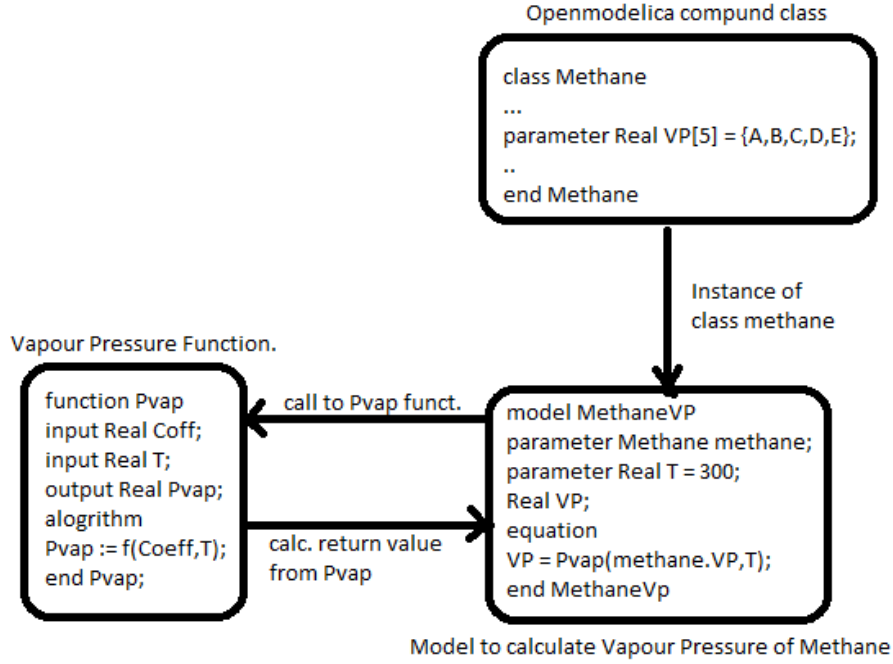 Openmodelica compund class
class Methane
...
parameter Real VP[5] = {A,B,C,D,E};
..
end Methane
Instance of
class methane
Vapour Pressure Function.
function Pvap
input Real Coff;
input Real T;
output Real Pvap;
alogrithm
Pvap := f(Coeff,T);
end Pvap;
call to Pvap funct.
calc. return value
from Pvap
model MethaneVP
parameter Methane methane;
parameter Real T = 300;
Real VP;
equation
VP = Pvap(methane.VP,T);
end MethaneVp
Model to calculate Vapour Pressure of Methane